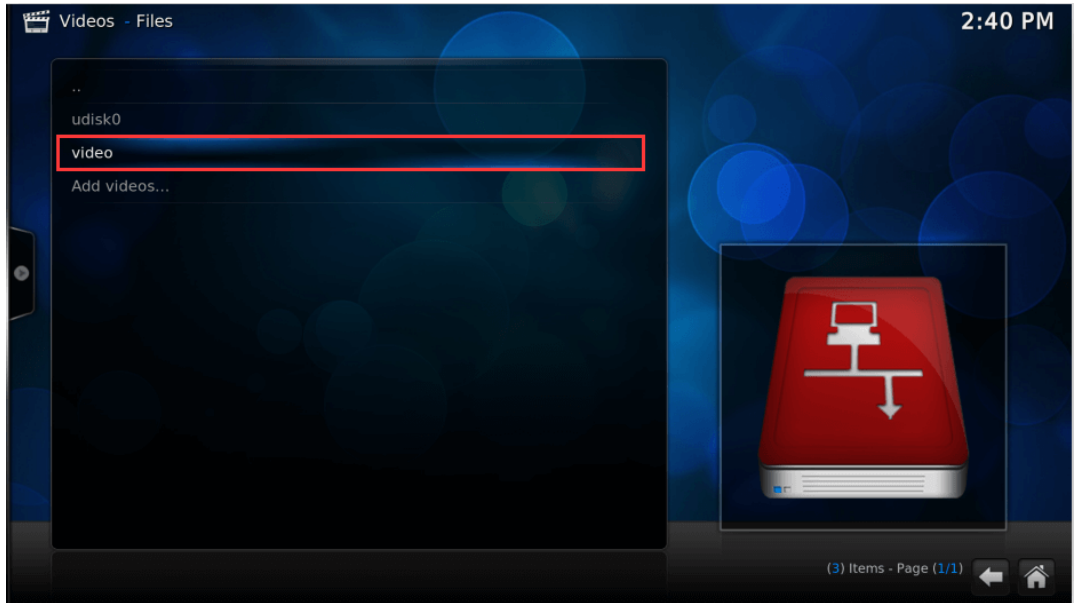 Videos - Files
2:40 PM
..
udisk0
video
Add videos...
(3) Items - Page (1/1)